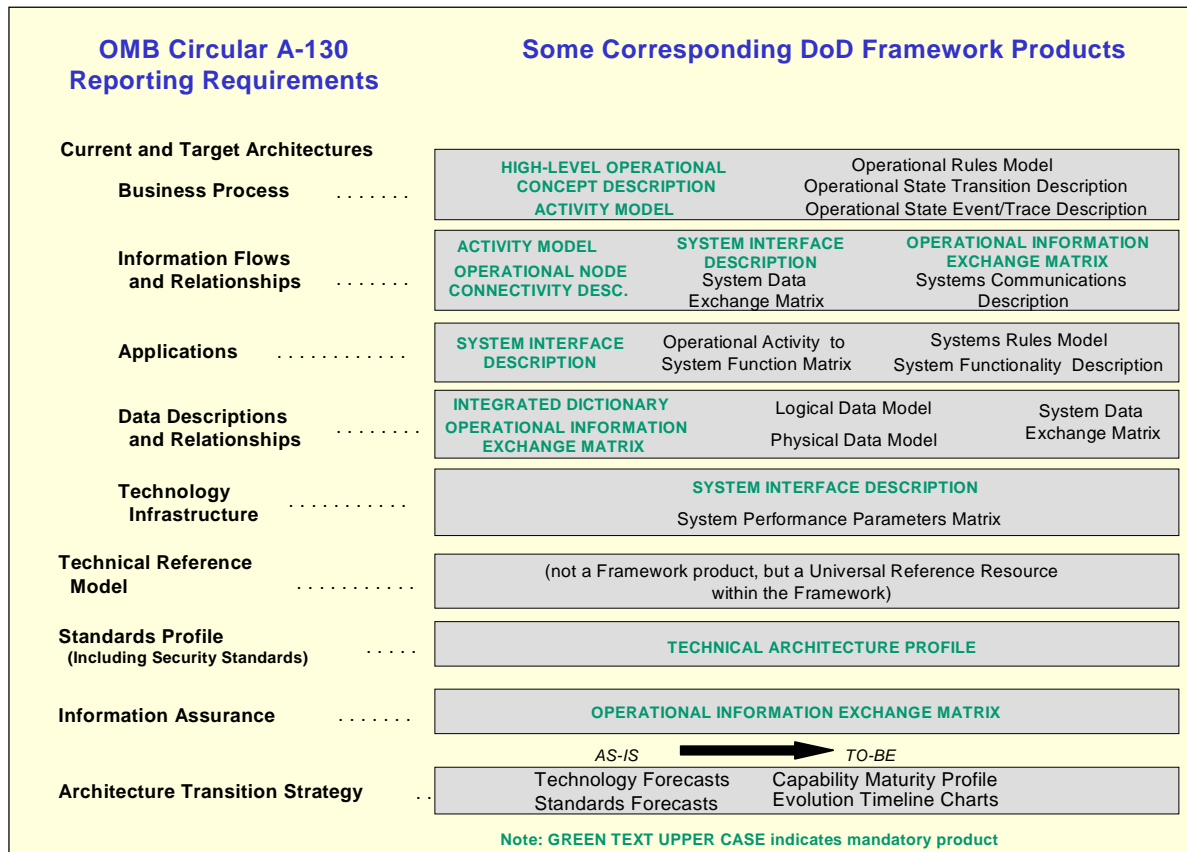 OMB Circular A-130
Reporting Requirements
Some Corresponding DoD Framework Products
Current and Target Architectures
Business Process . . . . . . .
HIGH-LEVEL OPERATIONAL
CONCEPT DESCRIPTION
ACTIVITY MODEL
Operational Rules Model
Operational State Transition Description
Operational State Event/Trace Description
Information Flows
and Relationships . . . . . . .
ACTIVITY MODEL
OPERATIONAL NODE
CONNECTIVITY DESC.
SYSTEM INTERFACE
DESCRIPTION
System Data
Exchange Matrix
OPERATIONAL INFORMATION
EXCHANGE MATRIX
Systems Communications
Description
Applications . . . . . . . . . . . .
SYSTEM INTERFACE
DESCRIPTION
Operational Activity to
System Function Matrix
Systems Rules Model
System Functionality Description
Data Descriptions
and Relationships . . . . . . . .
INTEGRATED DICTIONARY
OPERATIONAL INFORMATION
EXCHANGE MATRIX
Logical Data Model
Physical Data Model
System Data
Exchange Matrix
Technology
Infrastructure . . . . . . . . . . .
SYSTEM INTERFACE DESCRIPTION
System Performance Parameters Matrix
Technical Reference
Model . . . . . . . . . . .
(not a Framework product, but a Universal Reference Resource
within the Framework)
Standards Profile
(Including Security Standards) . . . . .
TECHNICAL ARCHITECTURE PROFILE
Information Assurance . . . . . . .
OPERATIONAL INFORMATION EXCHANGE MATRIX
AS-IS TO-BE
Architecture Transition Strategy . .
Technology Forecasts
Standards Forecasts
Capability Maturity Profile
Evolution Timeline Charts
Note: GREEN TEXT UPPER CASE indicates mandatory product